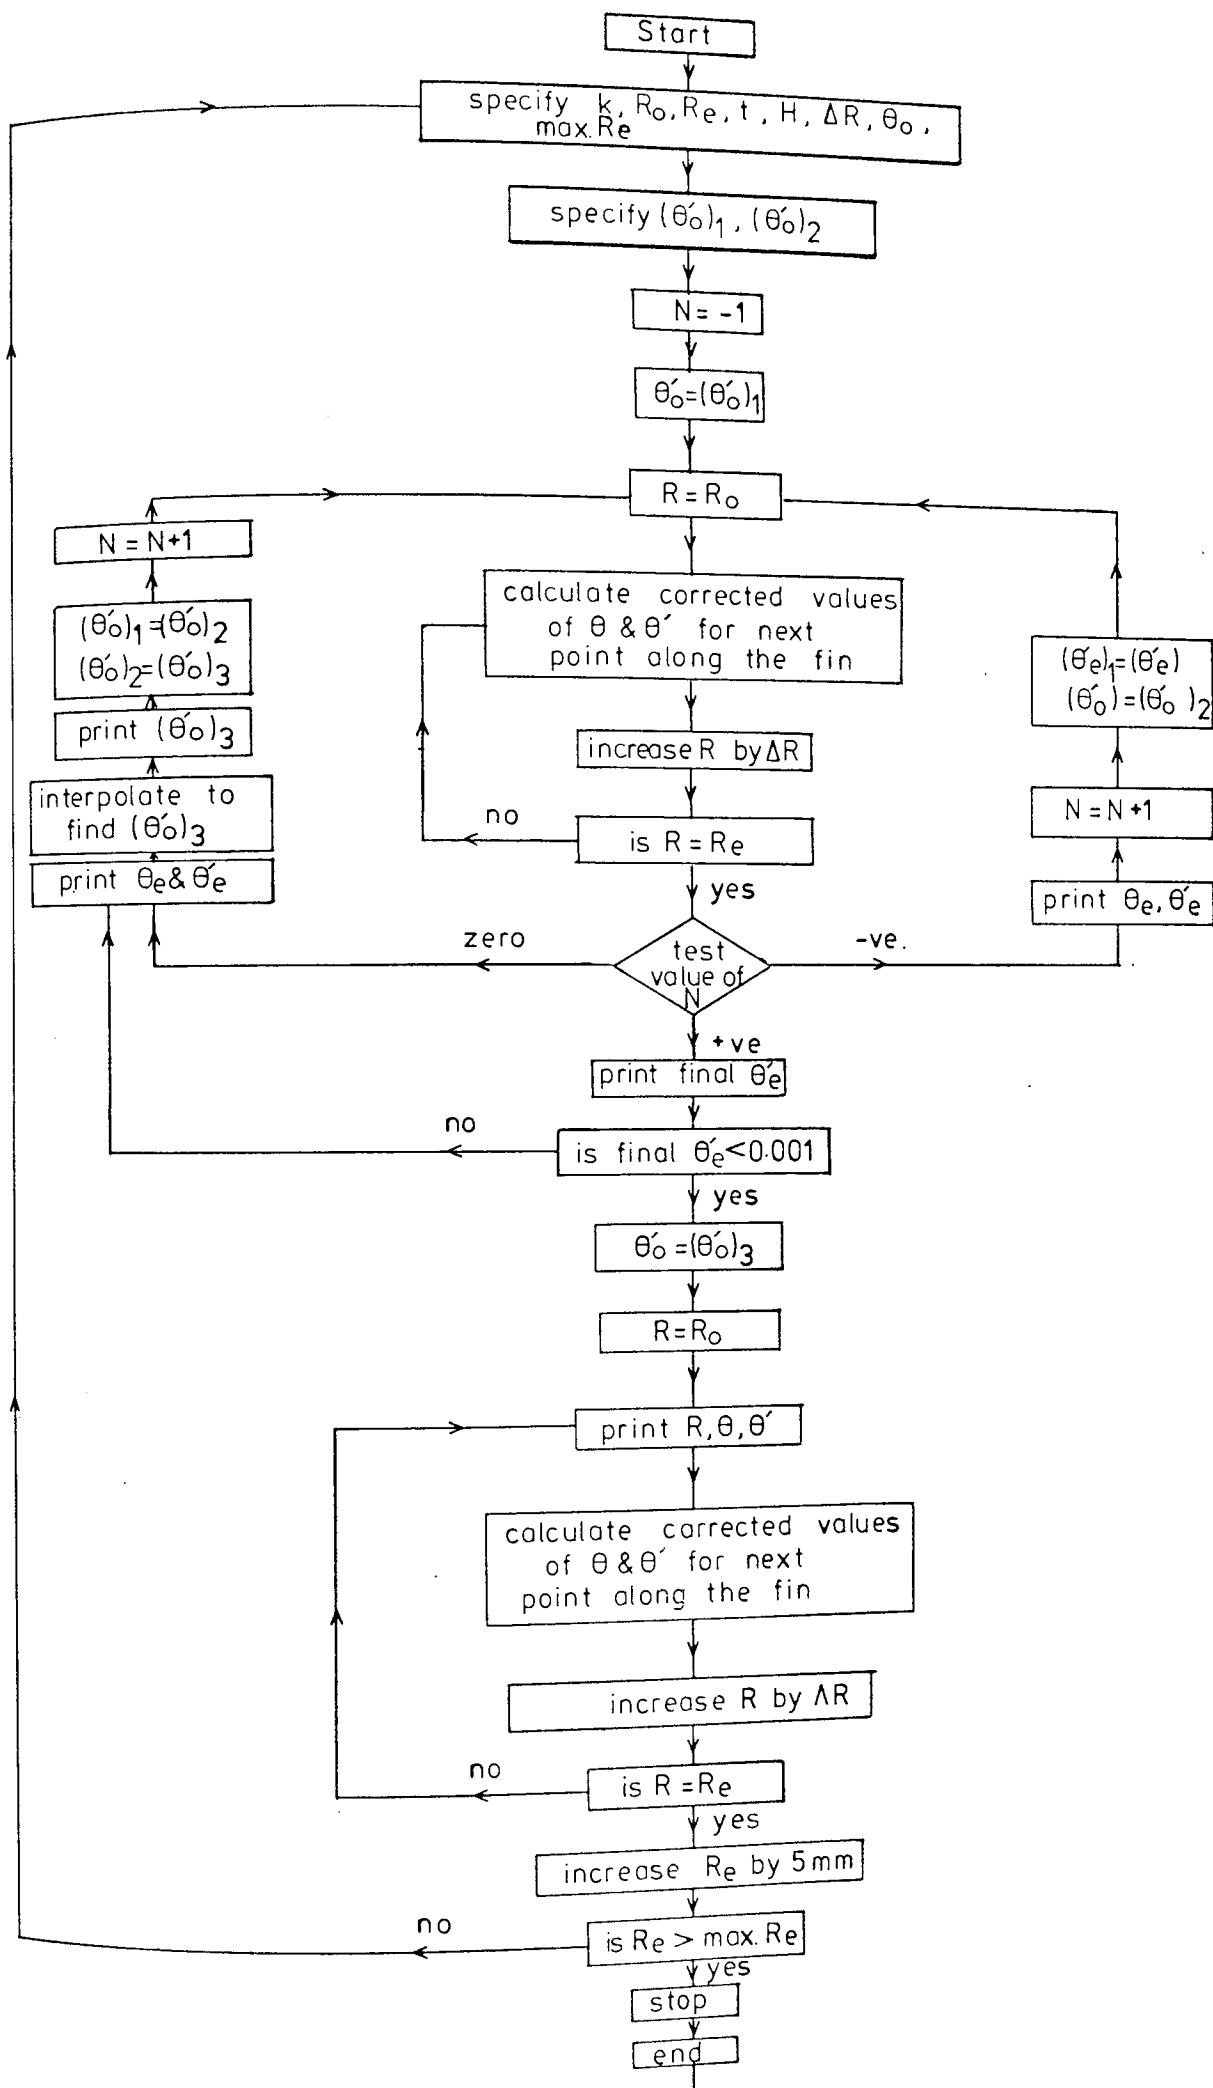 Start
specify k, Ro, Re, t, H, ΔR, θo,
max. Re
specify (θ'o)1, (θ'o)2
N = -1
θ'o = (θ'o)1
R = Ro
N = N+1
calculate corrected values
of θ & θ' for next
point along the fin
(θ'o)1 = (θ'o)2
(θ'o)2 = (θ'o)3
(θ'e)1 = (θ'e)
(θ'o) = (θ'o )2
print (θ'o)3
increase R by ΔR
interpolate to
find (θ'o)3
N = N +1
no
is R = Re
print θe & θ'e
yes
print θe, θ'e
zero
test
value of
N
-ve.
+ve
print final θ'e
no
is final θ'e < 0.001
yes
θ'o = (θ'o)3
R = Ro
print R, θ, θ'
calculate corrected values
of θ & θ' for next
point along the fin
increase R by ΛR
no
is R = Re
yes
increase Re by 5mm
no
is Re > max. Re
yes
stop
end